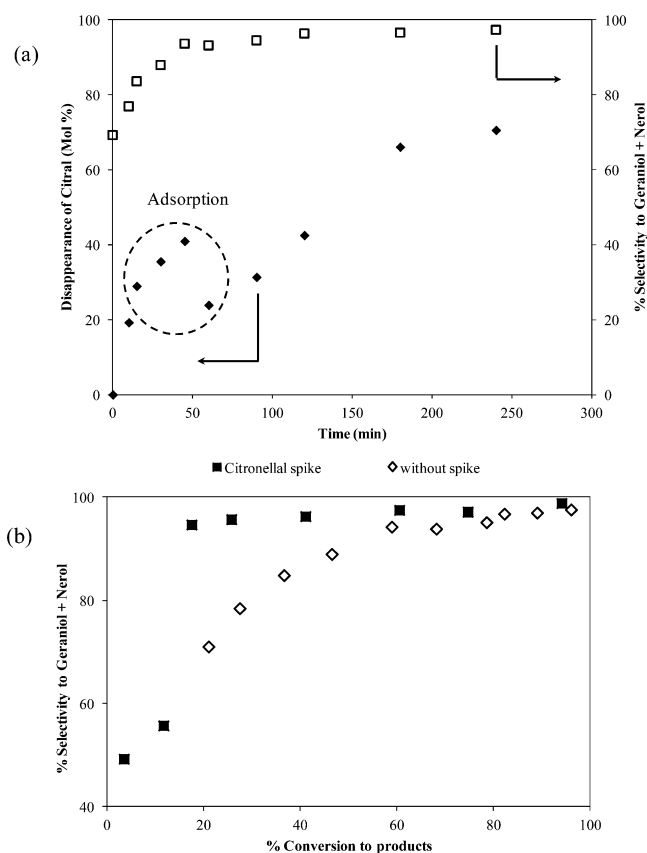 (a)
100
80
60
40
20
0
Disappearance of Citral (Mol %)
Adsorption
100
80
60
40
20
0
% Selectivity to Geraniol + Nerol
0 50 100 150 200 250 300
Time (min)
Citronellal spike without spike
(b)
100
80
60
40
% Selectivity to Geraniol + Nerol
0 20 40 60 80 100
% Conversion to products